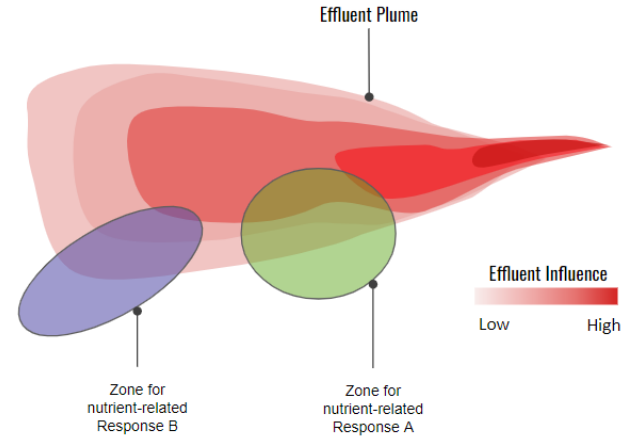 Effluent Plume
Effluent Influence
Low
High
Zone for
nutrient-related
Response B
Zone for
nutrient-related
Response A